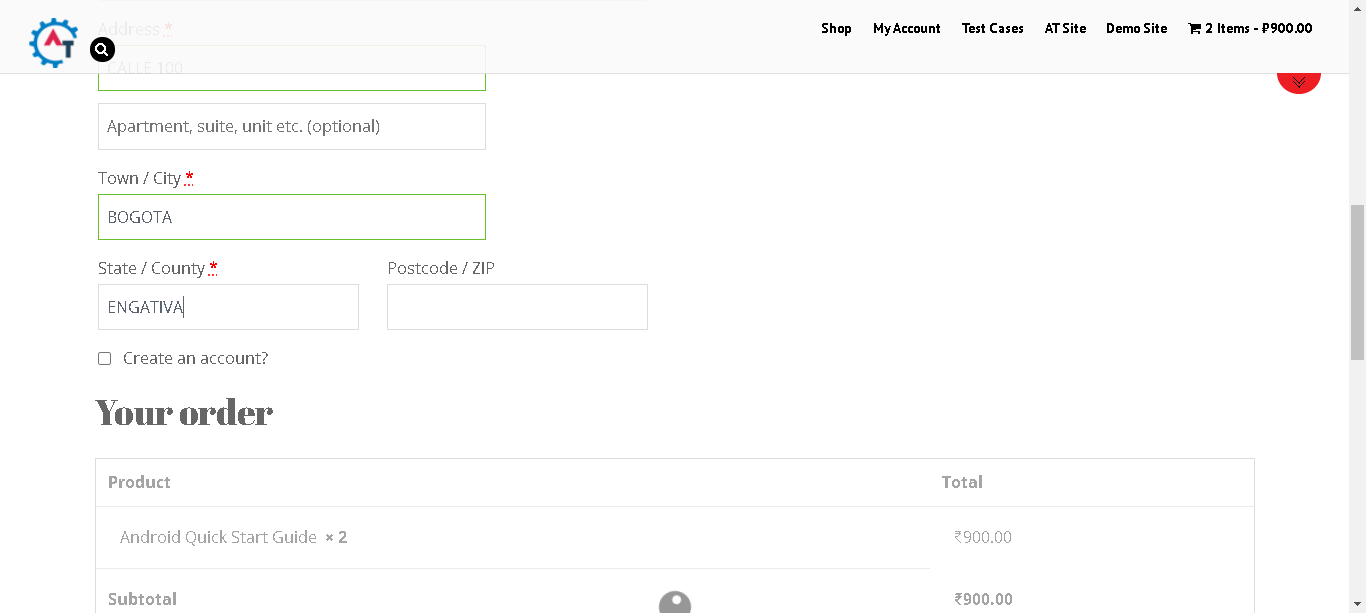 AT
Shop My Account Test Cases AT Site Demo Site 2 Items - ₹900.00
Address *
CALLE 100
Apartment, suite, unit etc. (optional)
Town / City *
BOGOTA
State / County * Postcode / ZIP
ENGATIVA
Create an account?
Your order
Product Total
Android Quick Start Guide × 2 ₹900.00
Subtotal ₹900.00